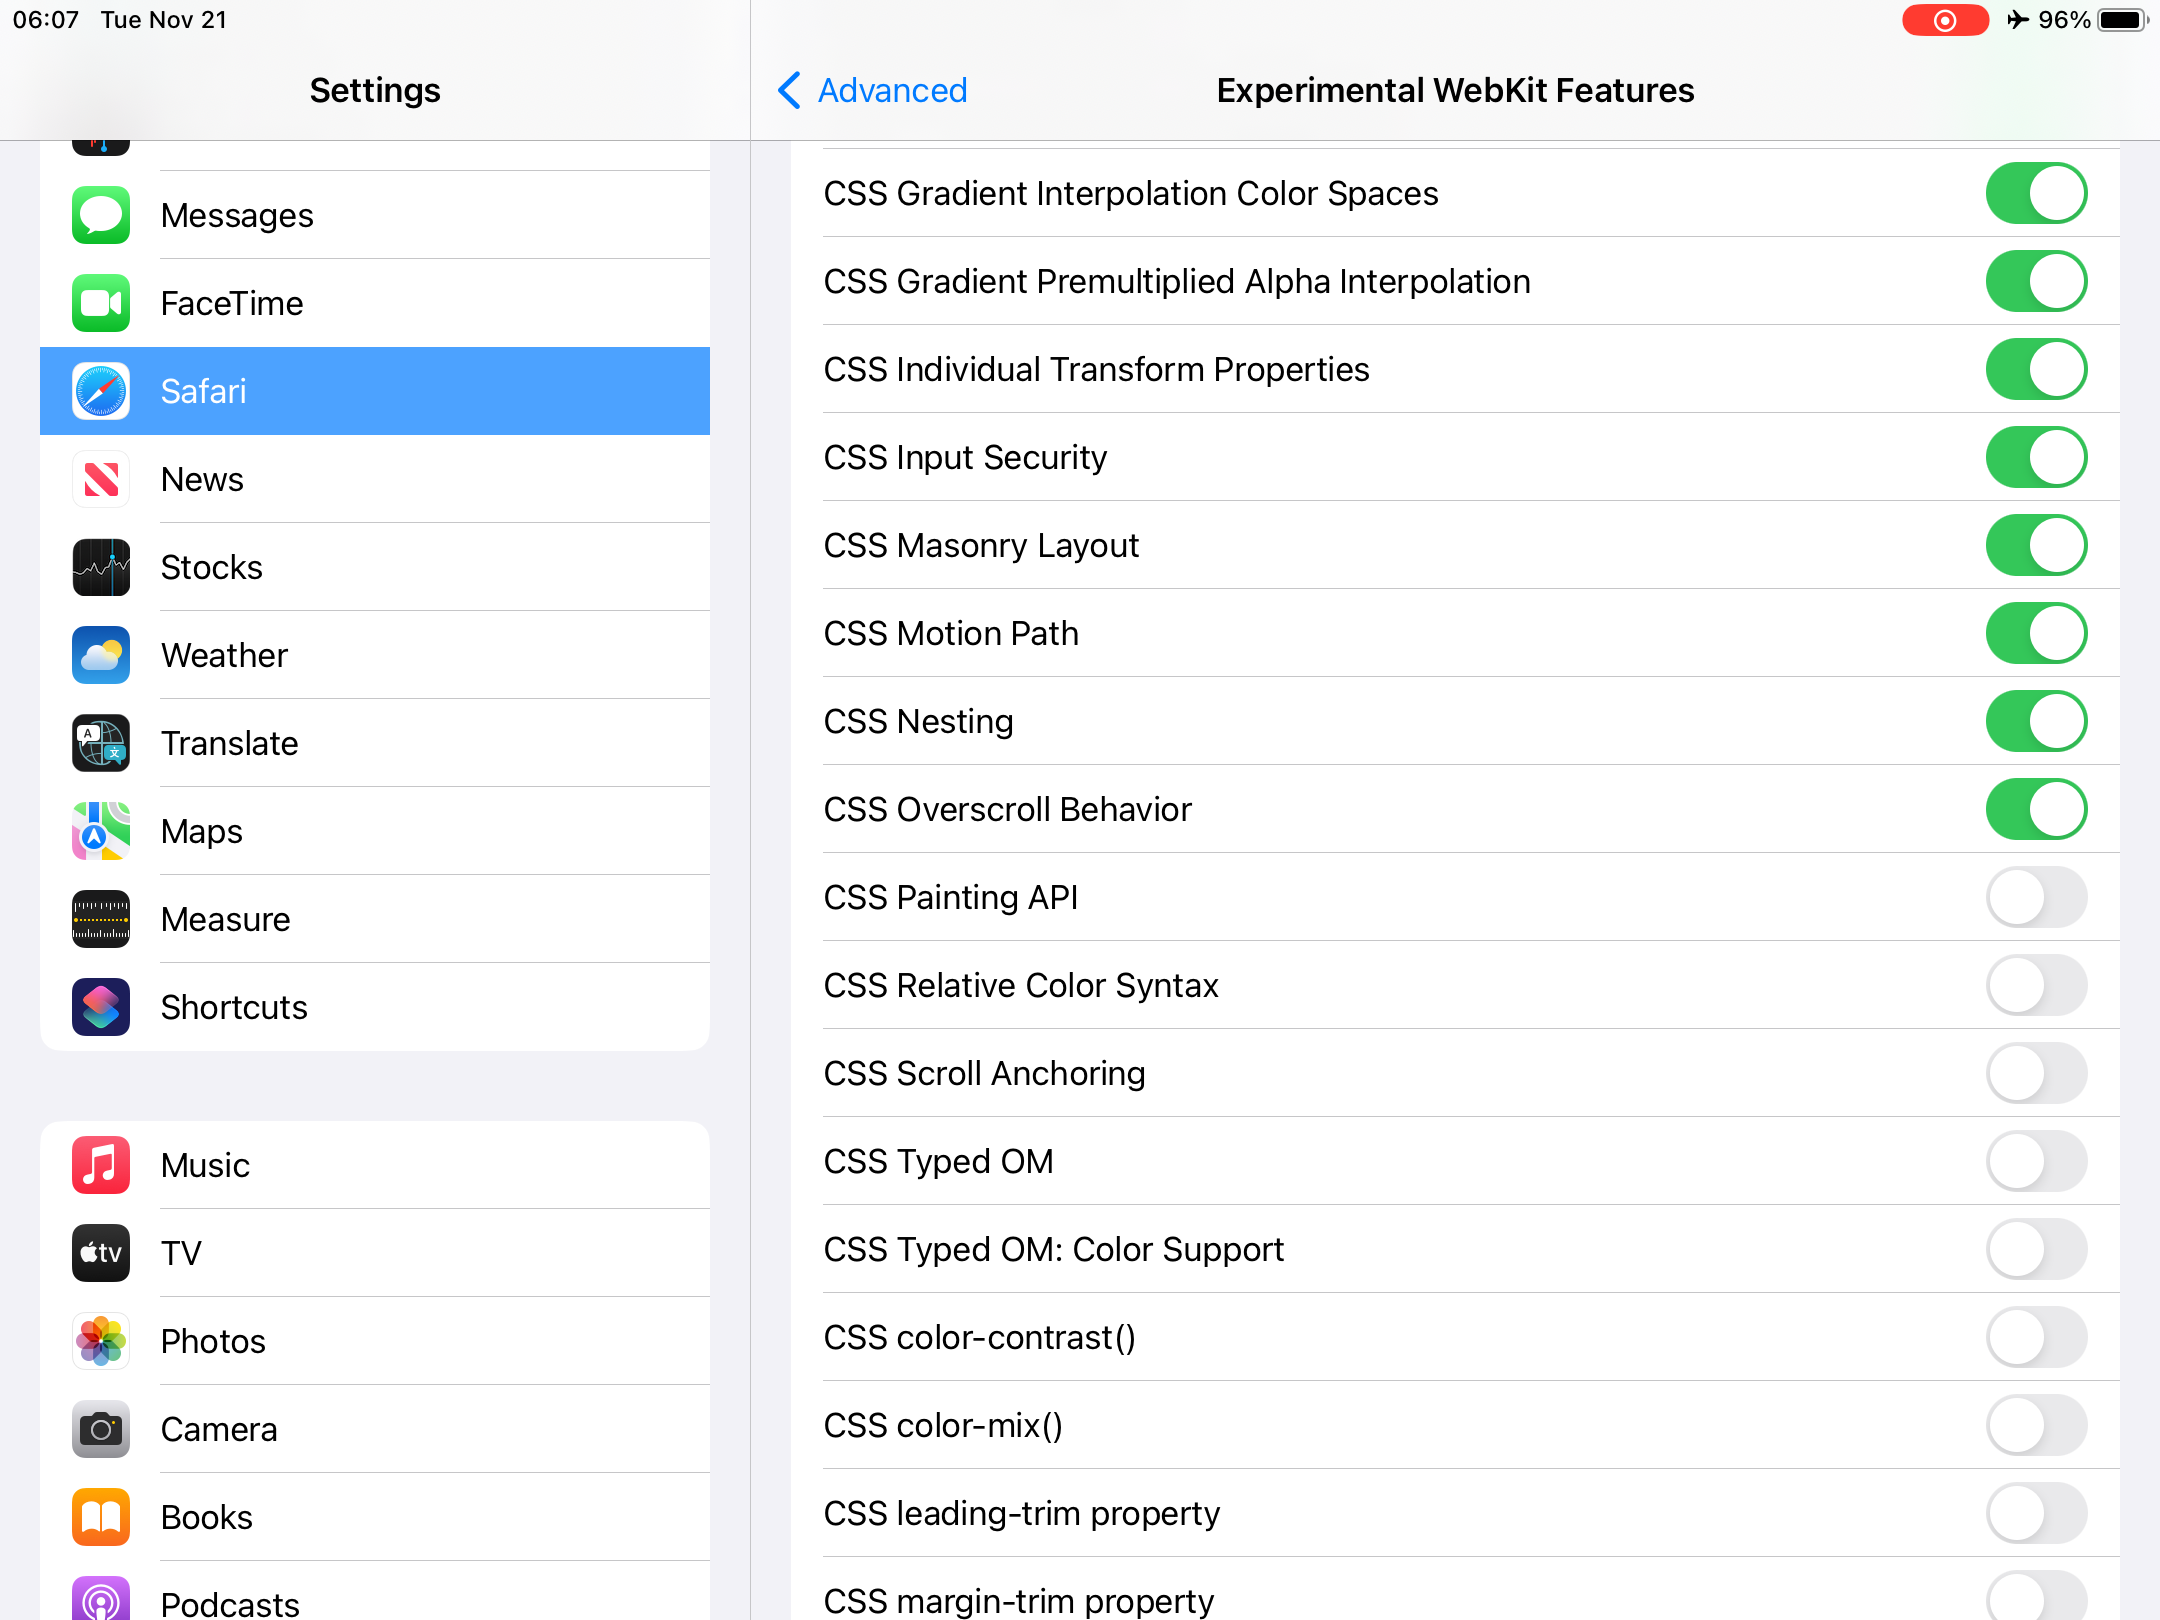 06:07 Tue Nov 21
96%
Settings
Messages
FaceTime
Safari
News
Stocks
Weather
Translate
Maps
Measure
Shortcuts
Music
tv
TV
Photos
Camera
Books
Podcasts
Advanced
Experimental WebKit Features
CSS Gradient Interpolation Color Spaces
CSS Gradient Premultiplied Alpha Interpolation
CSS Individual Transform Properties
CSS Input Security
CSS Masonry Layout
CSS Motion Path
CSS Nesting
CSS Overscroll Behavior
CSS Painting API
CSS Relative Color Syntax
CSS Scroll Anchoring
CSS Typed OM
CSS Typed OM: Color Support
CSS color-contrast()
CSS color-mix()
CSS leading-trim property
CSS margin-trim property